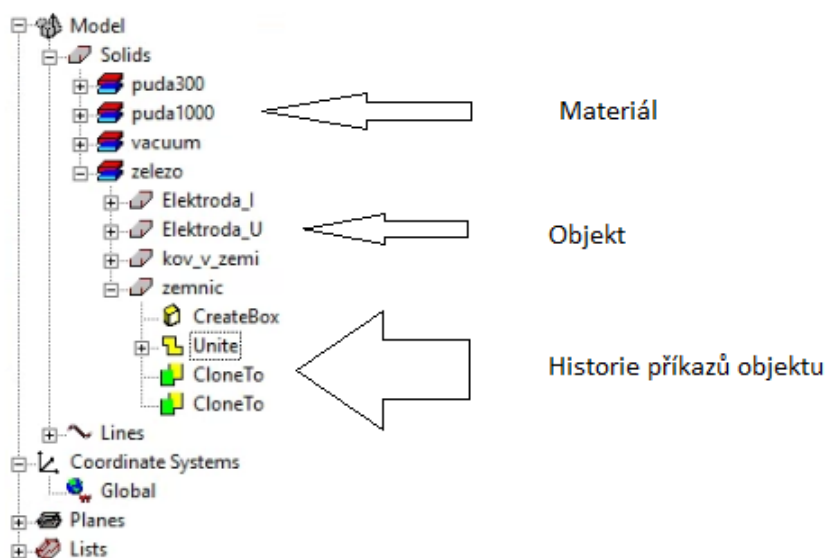 Model
Solids
puda300
puda1000
Materiál
vacuum
zelezo
Elektroda_I
Elektroda_U
Objekt
kov_v_zemi
zemnic
CreateBox
Unite
Historie příkazů objektu
CloneTo
CloneTo
Lines
Coordinate Systems
Global
Planes
Lists